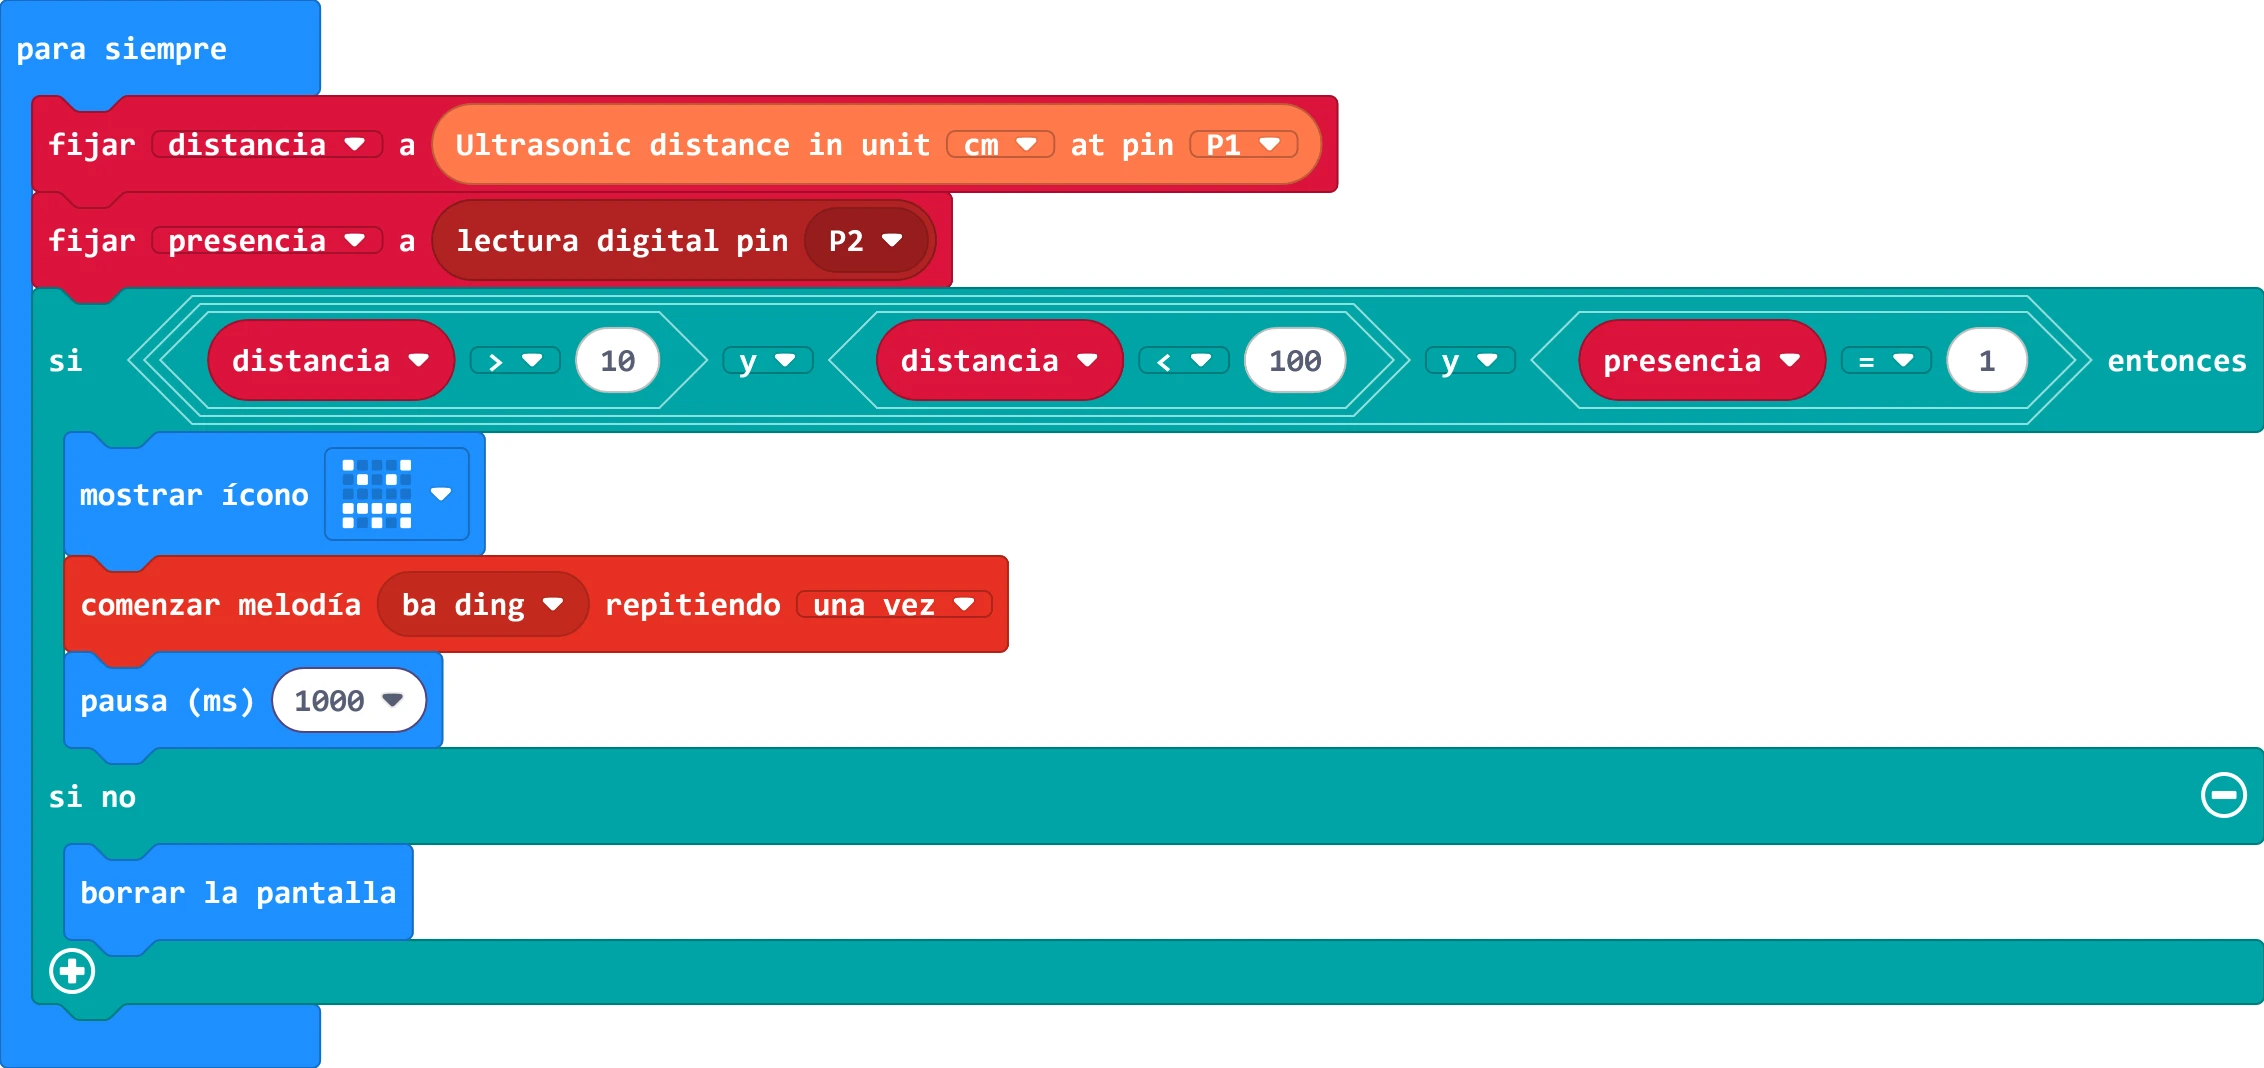 para siempre
fijar distancia a Ultrasonic distance in unit cm at pin P1
fijar presencia a lectura digital pin P2
si distancia > 10 y distancia < 100 y presencia = 1 entonces
mostrar ícono
comenzar melodía ba ding repitiendo una vez
pausa (ms) 1000
si no
borrar la pantalla